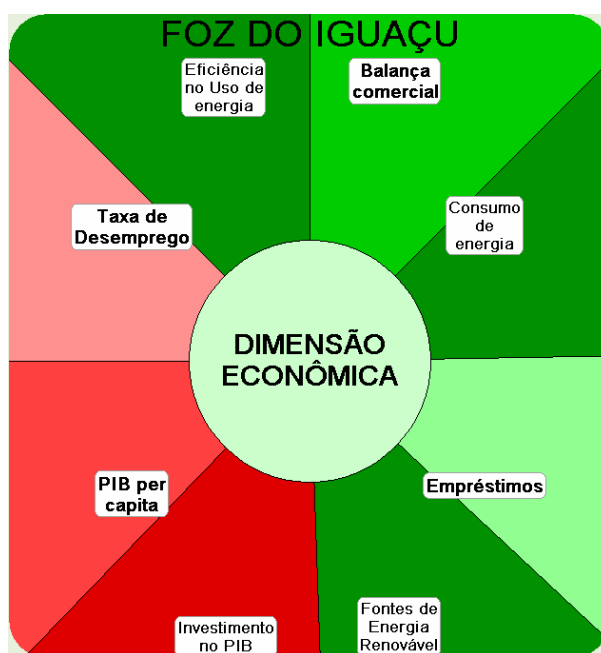 FOZ DO IGUAÇU
Eficiência
no Uso de
energia
Balança
comercial
Taxa de
Desemprego
Consumo
de
energia
DIMENSÃO
ECONÔMICA
PIB per
capita
Empréstimos
Investimento
no PIB
Fontes de
Energia
Renovável